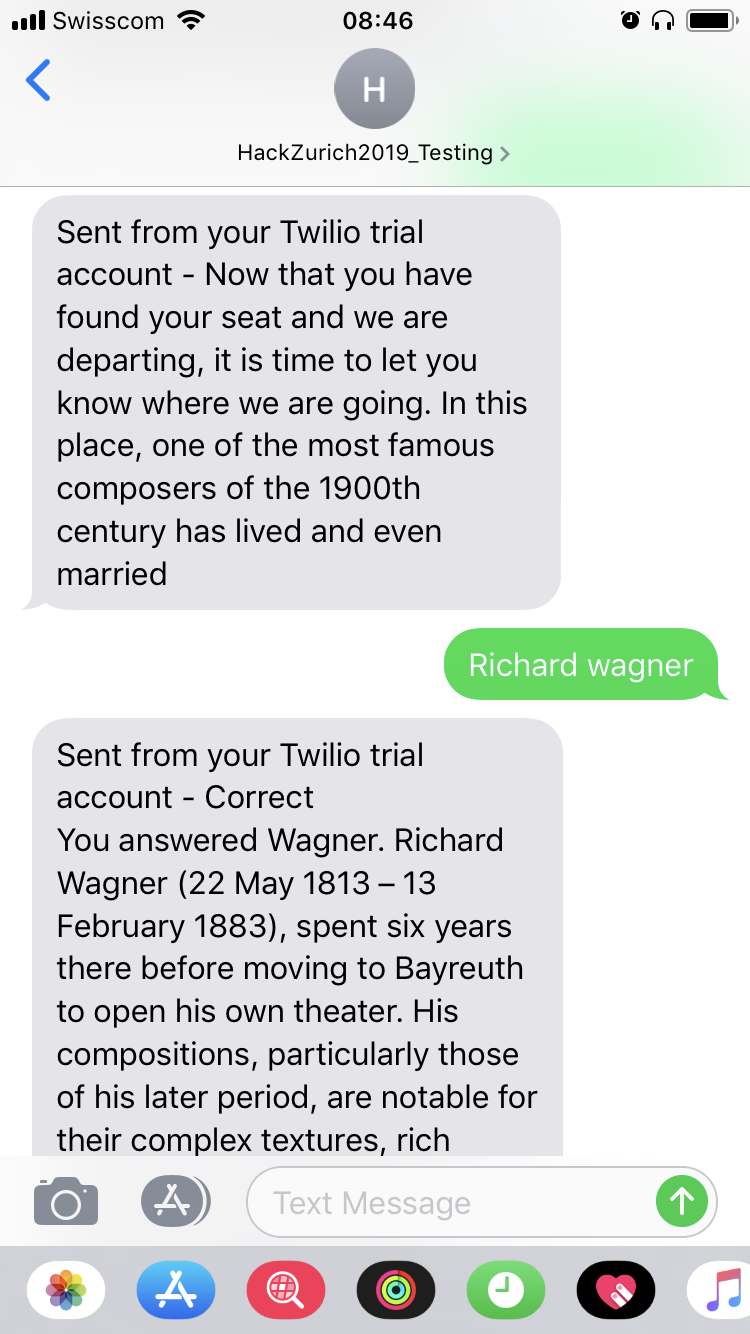 Swisscom 08:46
H
HackZurich2019_Testing
Sent from your Twilio trial
account - Now that you have
found your seat and we are
departing, it is time to let you
know where we are going. In this
place, one of the most famous
composers of the 1900th
century has lived and even
married
Richard wagner
Sent from your Twilio trial
account - Correct
You answered Wagner. Richard
Wagner (22 May 1813 – 13
February 1883), spent six years
there before moving to Bayreuth
to open his own theater. His
compositions, particularly those
of his later period, are notable for
their complex textures, rich
Text Message